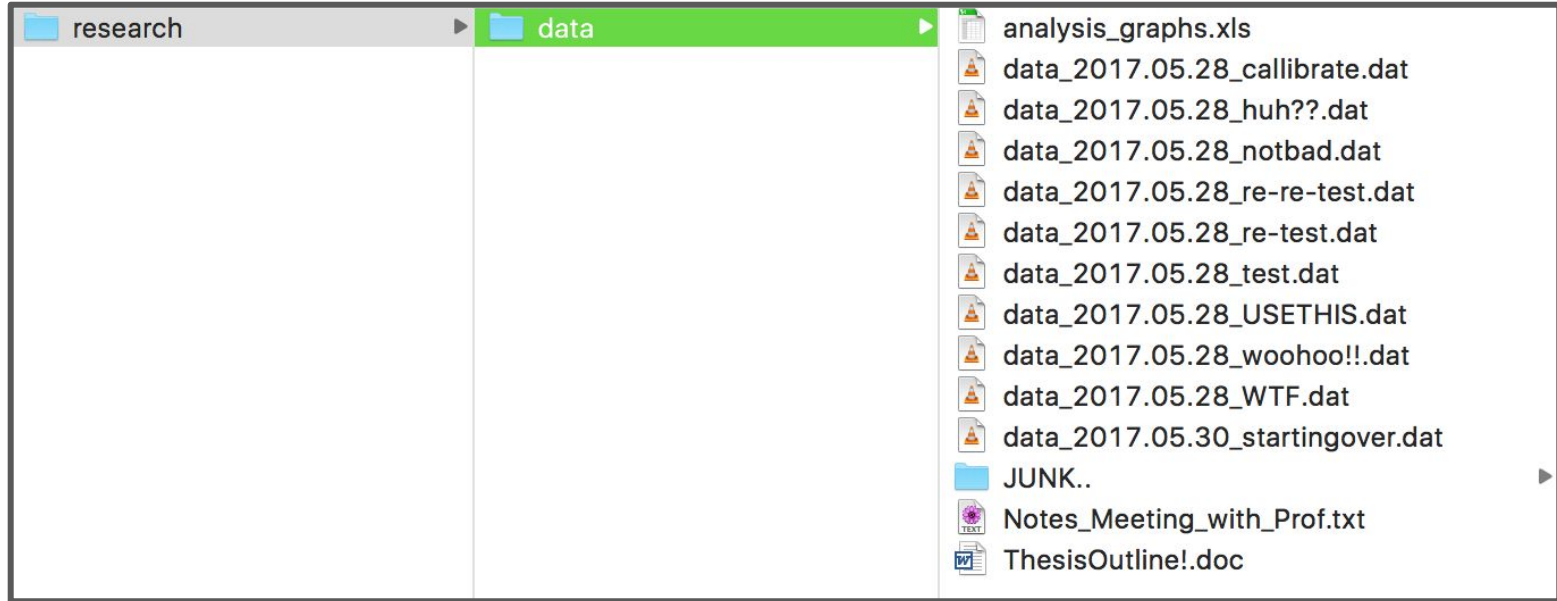 research
data
analysis_graphs.xls
data_2017.05.28_callibrate.dat
data_2017.05.28_huh??.dat
data_2017.05.28_notbad.dat
data_2017.05.28_re-re-test.dat
data_2017.05.28_re-test.dat
data_2017.05.28_test.dat
data_2017.05.28_USETHIS.dat
data_2017.05.28_woohoo!!.dat
data_2017.05.28_WTF.dat
data_2017.05.30_startingover.dat
JUNK..
TEXT
Notes_Meeting_with_Prof.txt
W
ThesisOutline!.doc